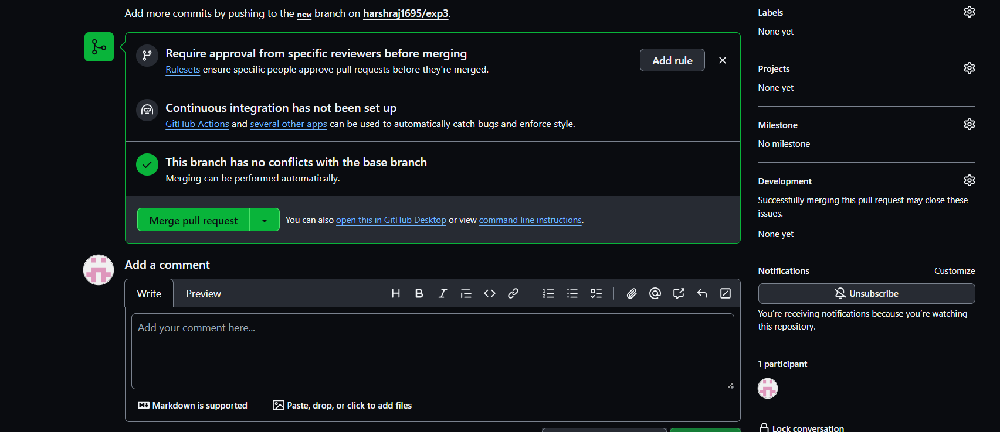 Add more commits by pushing to the new branch on harshraj1695/exp3.
Require approval from specific reviewers before merging
Rulesets ensure specific people approve pull requests before they're merged.
Add rule
Continuous integration has not been set up
GitHub Actions and several other apps can be used to automatically catch bugs and enforce style.
This branch has no conflicts with the base branch
Merging can be performed automatically.
Merge pull request
You can also open this in GitHub Desktop or view command line instructions.
Add a comment
Write
Preview
Add your comment here...
Markdown is supported
Paste, drop, or click to add files
Labels
None yet
Projects
None yet
Milestone
No milestone
Development
Successfully merging this pull request may close these
issues.
None yet
Notifications
Customize
Unsubscribe
You're receiving notifications because you're watching
this repository.
1 participant
Lock conversation